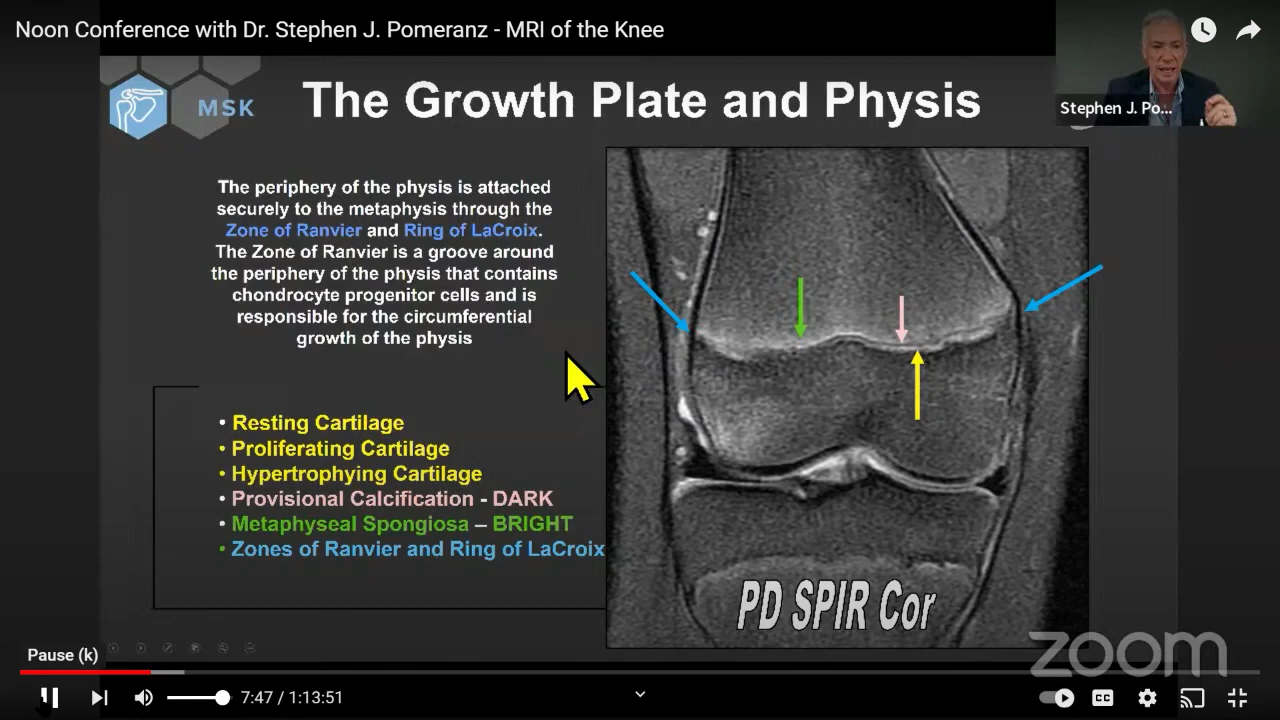 Noon Conference with Dr. Stephen J. Pomeranz - MRI of the Knee
MSK
The Growth Plate and Physis
Stephen J. Po...
The periphery of the physis is attached
securely to the metaphysis through the
Zone of Ranvier and Ring of LaCroix.
The Zone of Ranvier is a groove around
the periphery of the physis that contains
chondrocyte progenitor cells and is
responsible for the circumferential
growth of the physis
• Resting Cartilage
• Proliferating Cartilage
• Hypertrophying Cartilage
• Provisional Calcification - DARK
• Metaphyseal Spongiosa – BRIGHT
• Zones of Ranvier and Ring of LaCroix
PD SPIR Cor
zoom
Pause (k)
7:47 / 1:13:51
CC